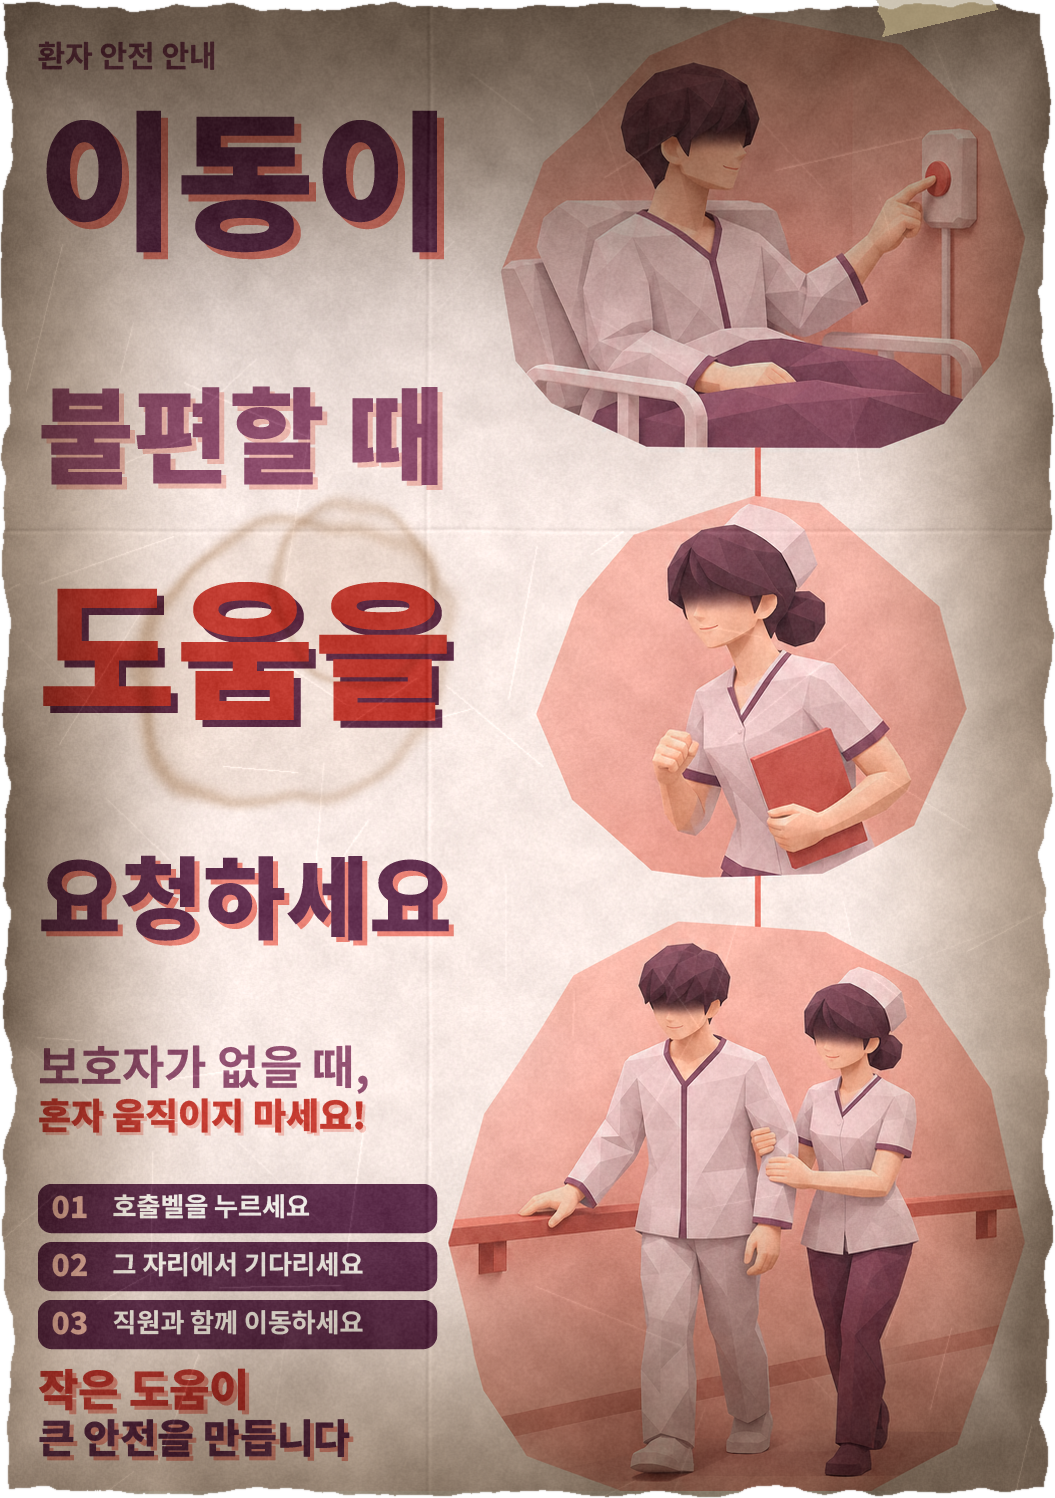 환자 안전 안내
이동이
불편할 때
도움을
요청하세요
보호자가 없을 때,
혼자 움직이지 마세요!
01 호출벨을 누르세요
02 그 자리에서 기다리세요
03 직원과 함께 이동하세요
작은 도움이
큰 안전을 만듭니다